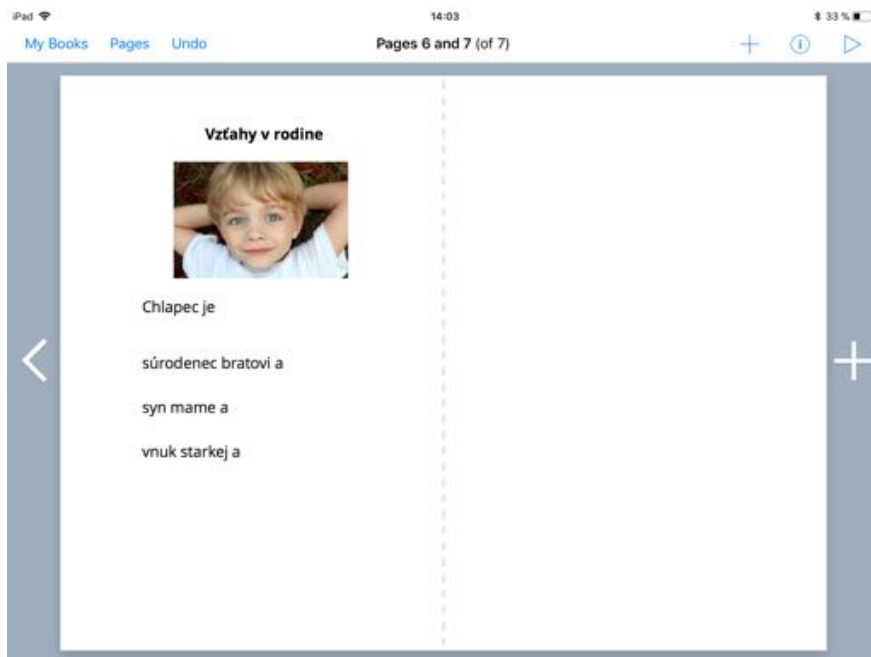 iPad 14:03 33 %
My Books Pages Undo Pages 6 and 7 (of 7)
Vzťahy v rodine
Chlapec je
súrodenec bratovi a
syn mame a
vnuk starkej a